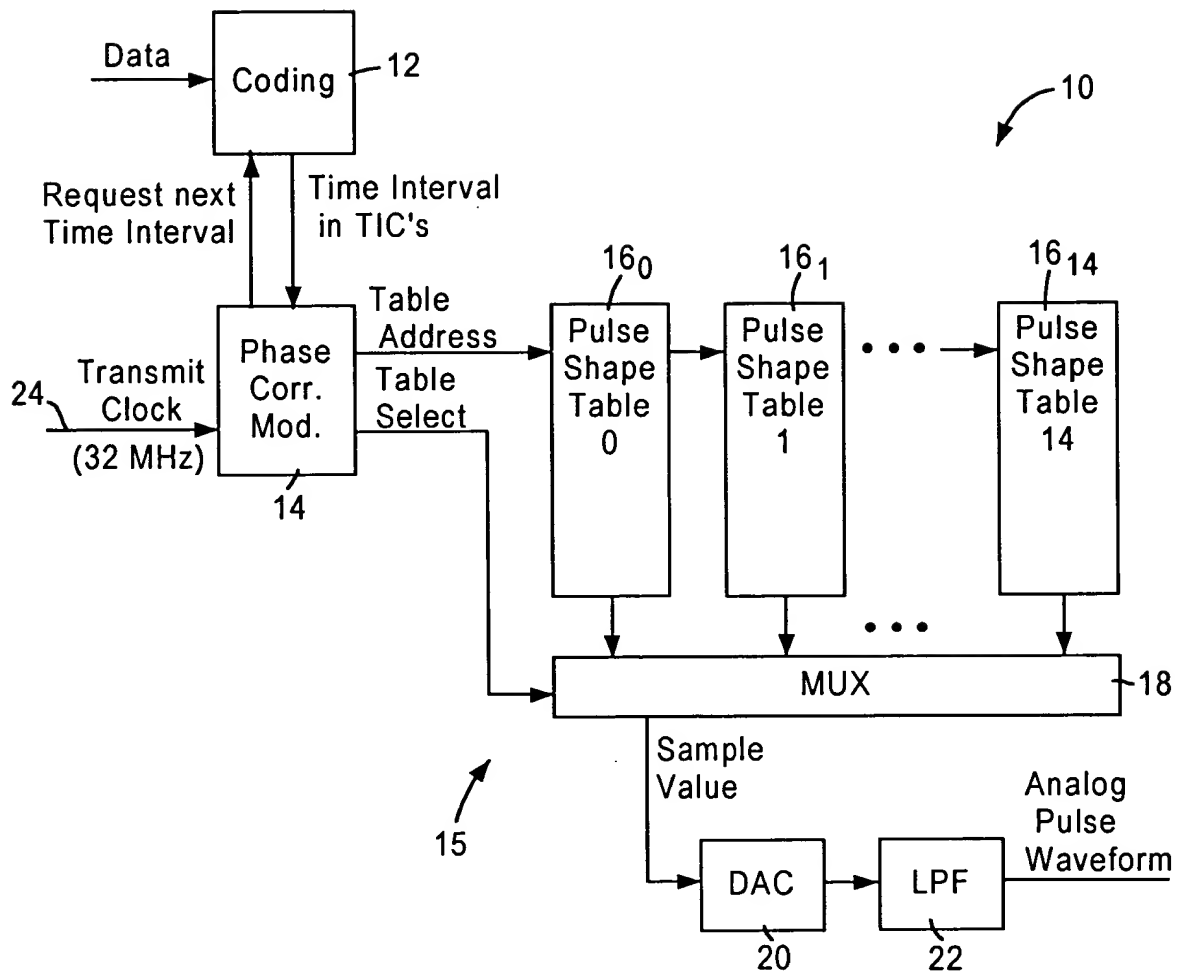 Data
Coding
12
10
Request next
Time Interval
Time Interval
in TIC's
16 0
16 1
16 14
Table
Address
Table
Select
Pulse
Shape
Table
0
Pulse
Shape
Table
1
Pulse
Shape
Table
14
24
Transmit
Clock
(32 MHz)
Phase
Corr.
Mod.
14
MUX
18
Sample
Value
15
Analog
Pulse
Waveform
DAC
LPF
20
22